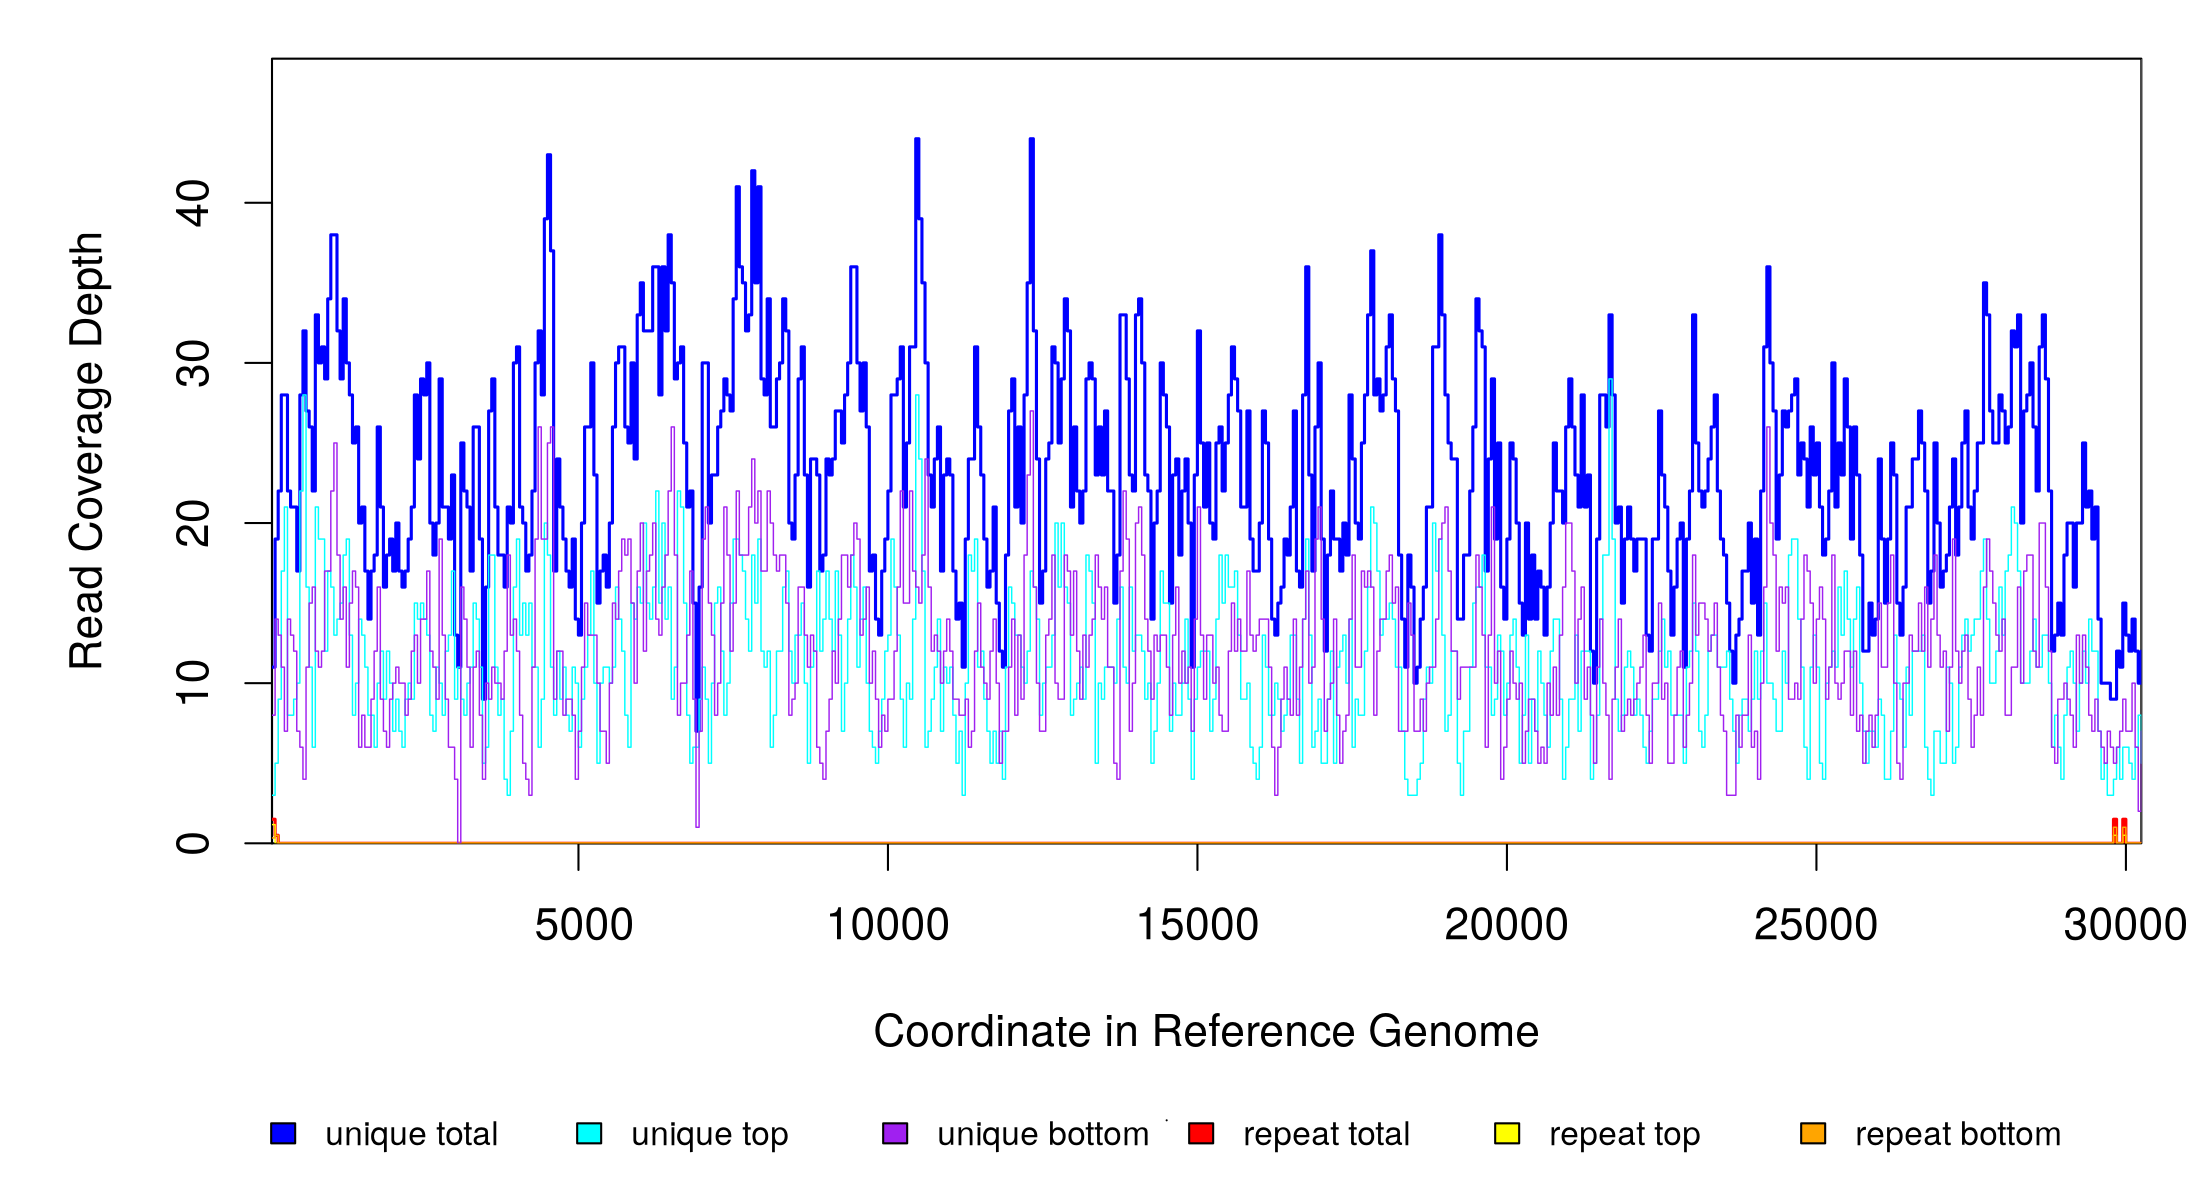 Read Coverage Depth
40
30
20
10
0
5000 10000 15000 20000 25000 30000
Coordinate in Reference Genome
unique total unique top unique bottom repeat total repeat top repeat bottom